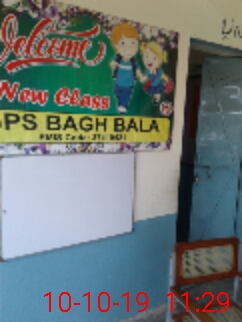 Welcome
New Class
GPS BAGH BALA
10-10-19 11:29